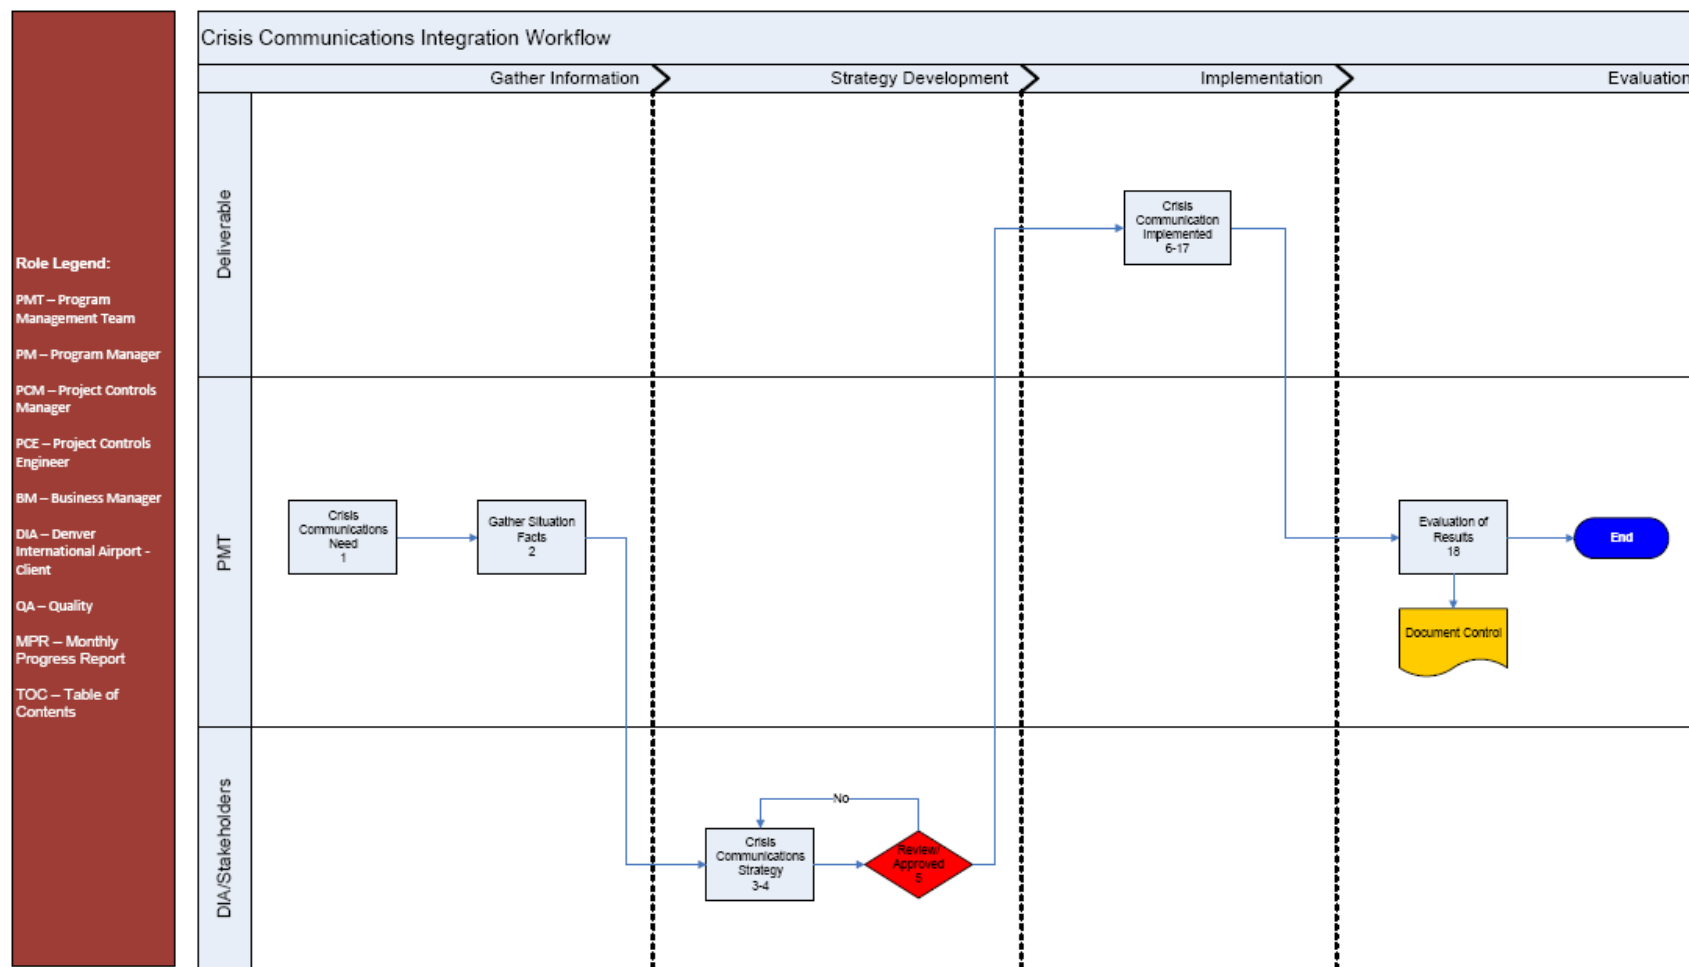 Role Legend:
PMT – Program
Management Team
PM – Program Manager
PCM – Project Controls
Manager
PCE – Project Controls
Engineer
BM – Business Manager
DIA – Denver
International Airport -
Client
QA – Quality
MPR – Monthly
Progress Report
TOC – Table of
Contents
Crisis Communications Integration Workflow
Gather Information
Strategy Development
Implementation
Evaluation
Deliverable
Crisis
Communication
Implemented
6-17
PMT
Crisis
Communications
Need
1
Gather Situation
Facts
2
Evaluation of
Results
18
End
Document Control
DIA/Stakeholders
No
Crisis
Communications
Strategy
3-4
Review/
Approved
5